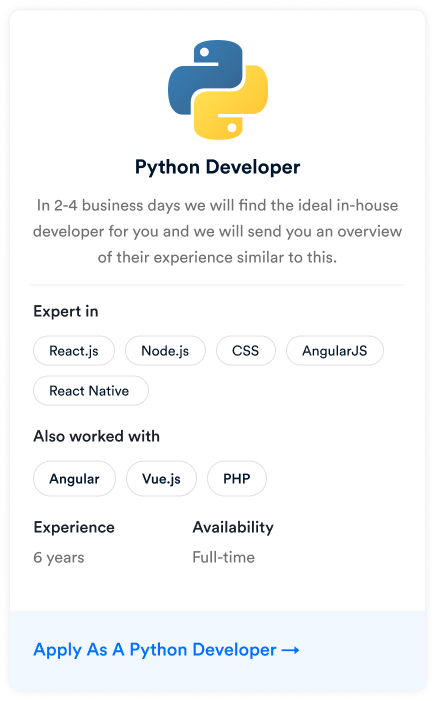 Python Developer
In 2-4 business days we will find the ideal in-house
developer for you and we will send you an overview
of their experience similar to this.
Expert in
React.js Node.js CSS AngularJS
React Native
Also worked with
Angular Vue.js PHP
Experience Availability
6 years Full-time
Apply As A Python Developer →